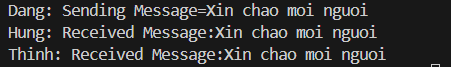 Dang: Sending Message=Xin chao moi nguoi
Hung: Received Message:Xin chao moi nguoi
Thinh: Received Message:Xin chao moi nguoi